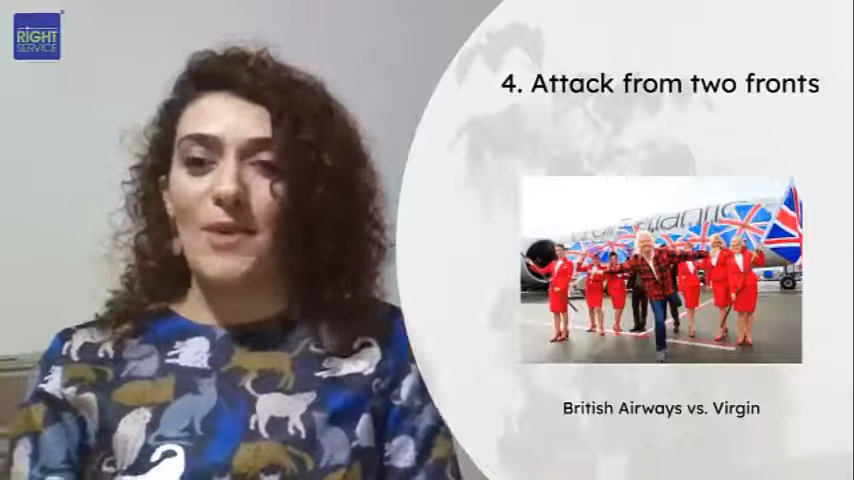 RIGHT
SERVICE
4. Attack from two fronts
British Airways vs. Virgin